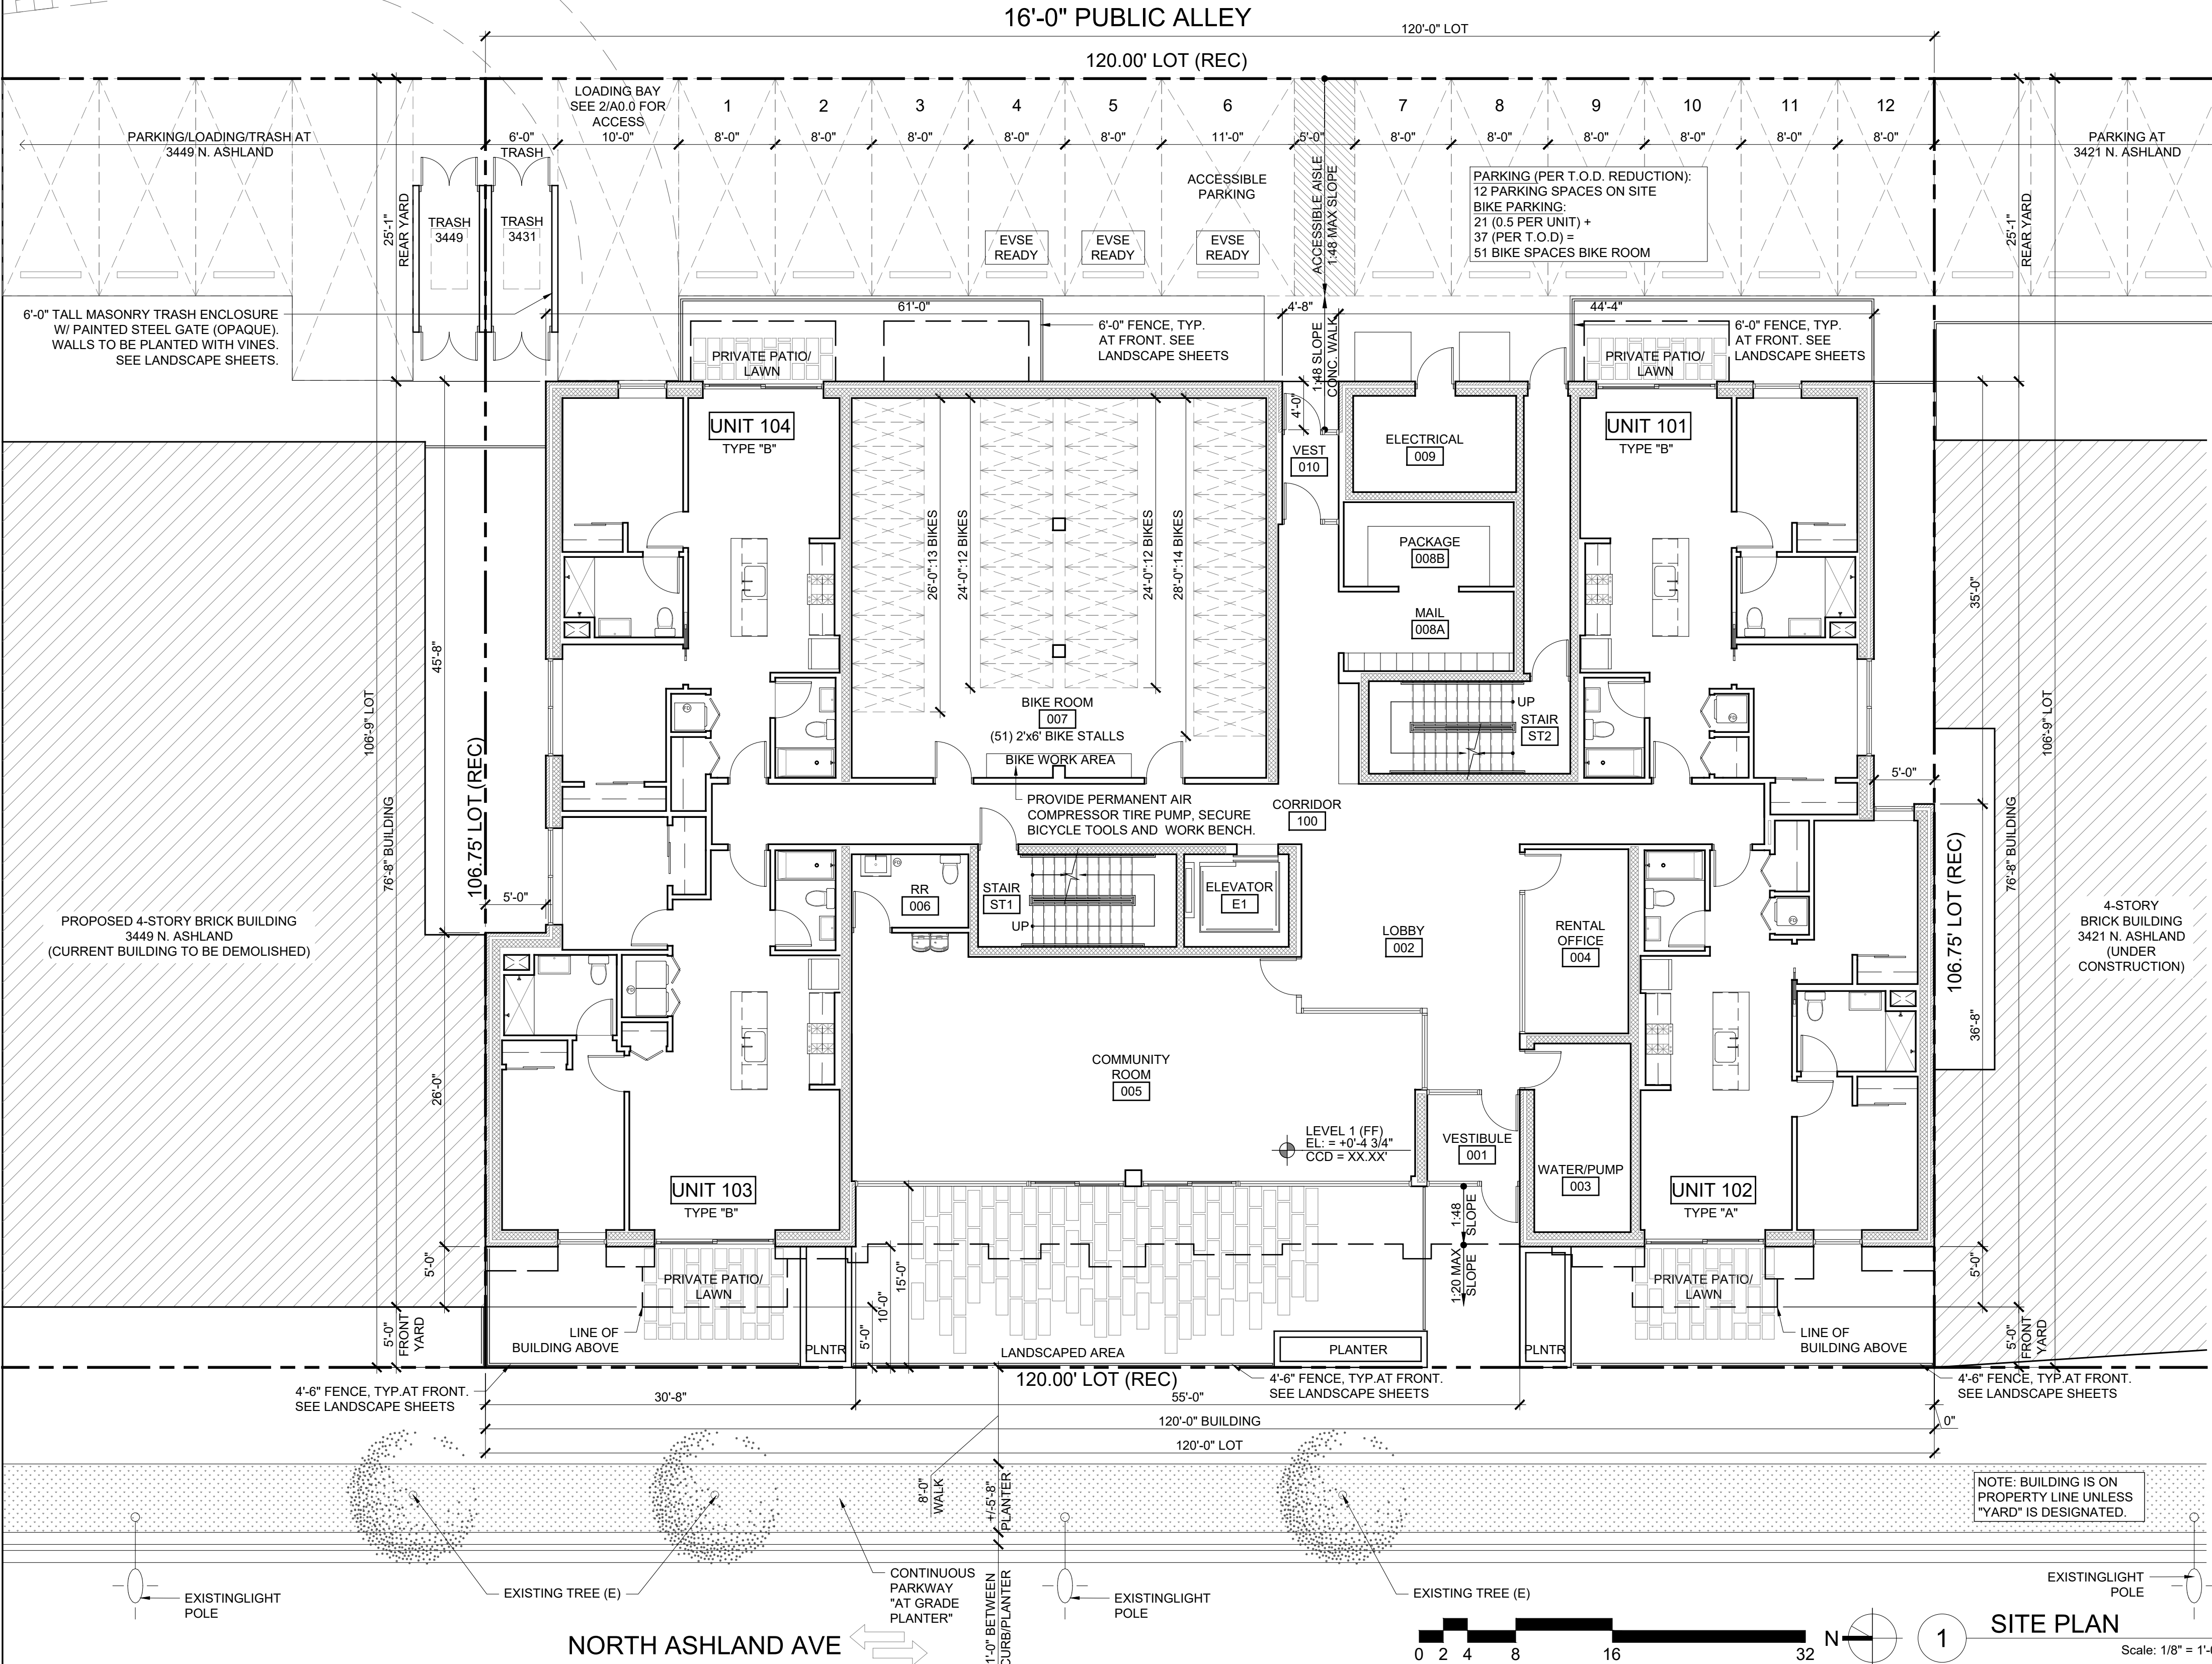 16'-0" PUBLIC ALLEY
120'-0" LOT
120.00' LOT (REC)
LOADING BAY
SEE 2/A0.0 FOR
ACCESS
1
2
3
4
5
6
7
8
9
10
11
12
PARKING/LOADING/TRASH AT
3449 N. ASHLAND
6'-0"
TRASH
10'-0"
8'-0"
8'-0"
8'-0"
8'-0"
8'-0"
11'-0"
5'-0"
8'-0"
8'-0"
8'-0"
8'-0"
8'-0"
8'-0"
PARKING AT
3421 N. ASHLAND
ACCESSIBLE
PARKING
ACCESSIBLE AISLE
1:48 MAX SLOPE
PARKING (PER T.O.D. REDUCTION):
12 PARKING SPACES ON SITE
BIKE PARKING:
21 (0.5 PER UNIT) +
37 (PER T.O.D) =
51 BIKE SPACES BIKE ROOM
25'-1"
REAR YARD
TRASH
3449
TRASH
3431
EVSE
READY
EVSE
READY
EVSE
READY
25'-1"
REAR YARD
6'-0" TALL MASONRY TRASH ENCLOSURE
W/ PAINTED STEEL GATE (OPAQUE).
WALLS TO BE PLANTED WITH VINES.
SEE LANDSCAPE SHEETS.
61'-0"
4'-8"
44'-4"
6'-0" FENCE, TYP.
AT FRONT. SEE
LANDSCAPE SHEETS
6'-0" FENCE, TYP.
AT FRONT. SEE
LANDSCAPE SHEETS
PRIVATE PATIO/
LAWN
1:48 SLOPE
CONC. WALK
PRIVATE PATIO/
LAWN
4'-0"
UNIT 104
TYPE "B"
VEST
010
ELECTRICAL
009
UNIT 101
TYPE "B"
26'-0":13 BIKES
24'-0":12 BIKES
24'-0":12 BIKES
28'-0":14 BIKES
PACKAGE
008B
MAIL
008A
35'-0"
45'-8"
106'-9" LOT
106'-9" LOT
BIKE ROOM
007
(51) 2'x6' BIKE STALLS
BIKE WORK AREA
UP
STAIR
ST2
5'-0"
106.75' LOT (REC)
76'-8" BUILDING
PROVIDE PERMANENT AIR
COMPRESSOR TIRE PUMP, SECURE
BICYCLE TOOLS AND WORK BENCH.
CORRIDOR
100
106.75' LOT (REC)
76'-8" BUILDING
5'-0"
PROPOSED 4-STORY BRICK BUILDING
3449 N. ASHLAND
(CURRENT BUILDING TO BE DEMOLISHED)
RR
006
STAIR
ST1
UP
ELEVATOR
E1
LOBBY
002
RENTAL
OFFICE
004
4-STORY
BRICK BUILDING
3421 N. ASHLAND
(UNDER
CONSTRUCTION)
36'-8"
26'-0"
COMMUNITY
ROOM
005
LEVEL 1 (FF)
EL: = +0'-4 3/4"
CCD = XX.XX'
VESTIBULE
001
WATER/PUMP
003
UNIT 103
TYPE "B"
UNIT 102
TYPE "A"
1:48
SLOPE
1:20 MAX
SLOPE
5'-0"
PRIVATE PATIO/
LAWN
15'-0"
10'-0"
5'-0"
PRIVATE PATIO/
LAWN
5'-0"
5'-0"
FRONT
YARD
LINE OF
BUILDING ABOVE
PLNTR
LANDSCAPED AREA
PLANTER
PLNTR
LINE OF
BUILDING ABOVE
5'-0"
FRONT
YARD
4'-6" FENCE, TYP.AT FRONT.
SEE LANDSCAPE SHEETS
120.00' LOT (REC)
4'-6" FENCE, TYP.AT FRONT.
SEE LANDSCAPE SHEETS
4'-6" FENCE, TYP.AT FRONT.
SEE LANDSCAPE SHEETS
30'-8"
55'-0"
120'-0" BUILDING
0"
120'-0" LOT
8'-0"
WALK
+/-5'-8"
PLANTER
NOTE: BUILDING IS ON
PROPERTY LINE UNLESS
"YARD" IS DESIGNATED.
EXISTINGLIGHT
POLE
EXISTING TREE (E)
CONTINUOUS
PARKWAY
"AT GRADE
PLANTER"
1'-0" BETWEEN
CURB/PLANTER
EXISTINGLIGHT
POLE
EXISTING TREE (E)
EXISTINGLIGHT
POLE
NORTH ASHLAND AVE
0 2 4 8 16 32
N
1
SITE PLAN
Scale: 1/8" = 1'-